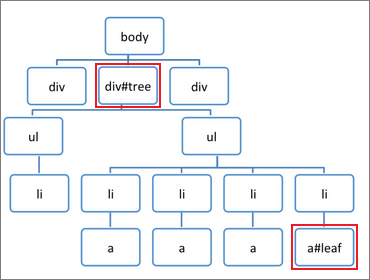 body
div div#tree div
ul ul
li li li li li
a a a a#leaf